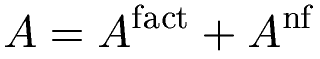 A = A^fact + A^nf